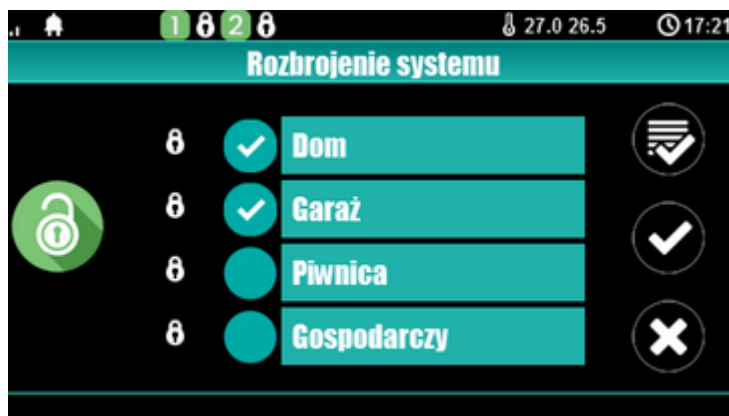 1 2 27.0 26.5 17:21
Rozbrojenie systemu
Dom
Garaż
Piwnica
Gospodarczy